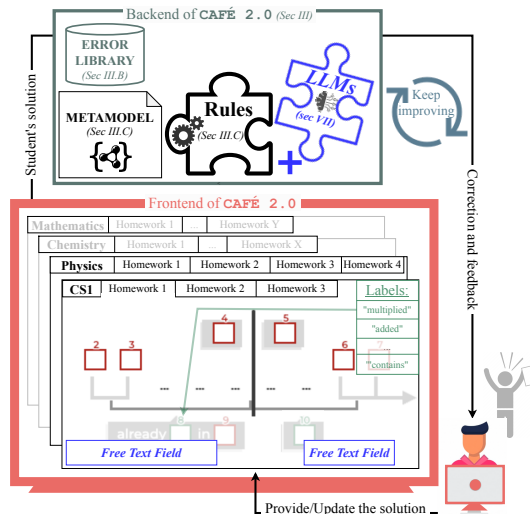 Backend of CAFÉ 2.0 (Sec III)
ERROR
LIBRARY
(Sec III.B)
METAMODEL
(Sec III.C)
Rules
(Sec III.C)
LLMs
(sec VII)
+
Keep
improving
Student's solution
Correction and feedback
Frontend of CAFÉ 2.0
Mathematics Homework 1 ... Homework Y
Chemistry Homework 1 ... Homework X
Physics Homework 1 Homework 2 Homework 3 Homework 4
CS1 Homework 1 Homework 2 Homework 3
Labels:
"multiplied"
"added"
...
"contains"
4 5
2 3 6 7
... ... ... ...
already 8 in 9 10
Free Text Field Free Text Field
Provide/Update the solution